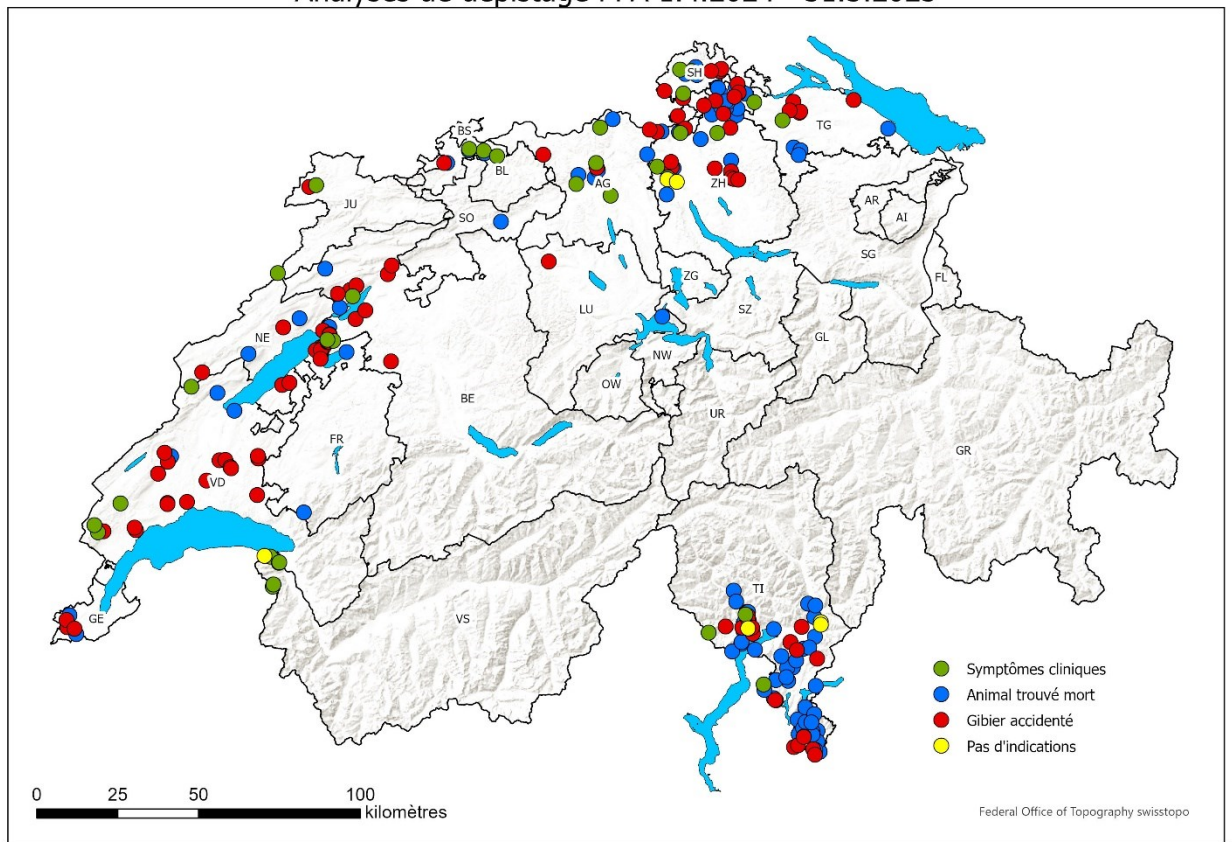 SH
BS
TG
BL
AG
ZH
JU
SO
AR
AI
SG
ZG
FL
LU
SZ
NE
GL
NW
OW
BE
UR
FR
GR
VD
TI
VS
GE
Symptômes cliniques
Animal trouvé mort
Gibier accidenté
Pas d'indications
0 25 50 100
kilomètres
Federal Office of Topography swisstopo